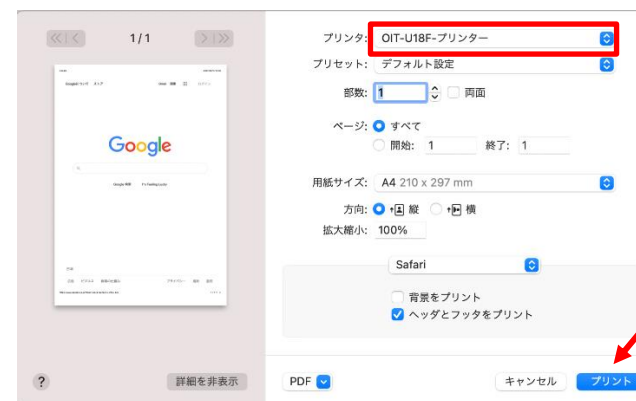 1 / 1
プリンタ: OIT-U18F-プリンター
プリセット: デフォルト設定
部数: 1 両面
ページ: すべて
開始: 1 終了: 1
用紙サイズ: A4 210 x 297 mm
方向: 縦 横
拡大縮小: 100%
Safari
背景をプリント
ヘッダとフッタをプリント
Google
? 詳細を非表示 PDF キャンセル プリント